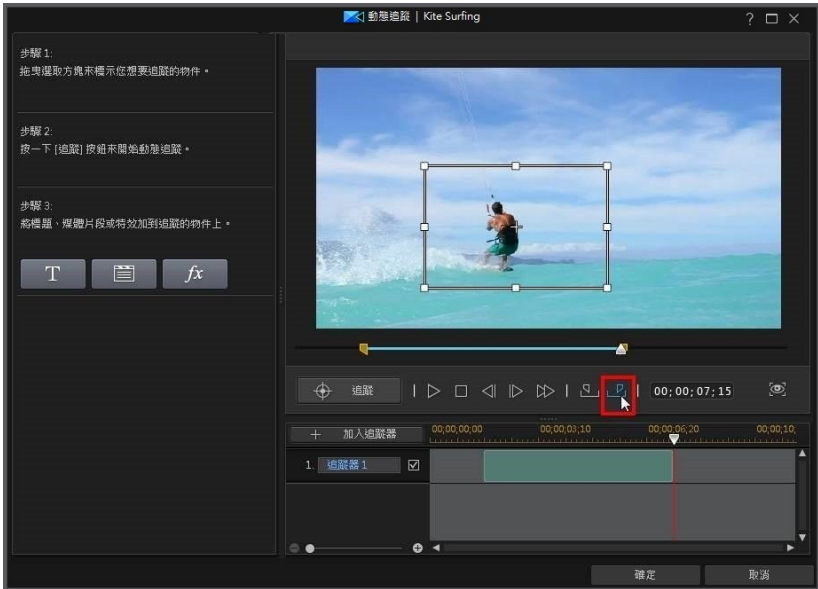 動態追蹤 | Kite Surfing
步驟 1:
拖曳選取方塊來標示您想要追蹤的物件。
步驟 2:
按一下 [追蹤] 按鈕來開始動態追蹤。
步驟 3:
將標題、媒體片段或特效加到追蹤的物件上。
T
fx
追蹤
00;00;07;15
+ 加入追蹤器
00;00;00;00
00;00;03;10
00;00;06;20
00;00;10;
1. 追蹤器 1
確定
取消